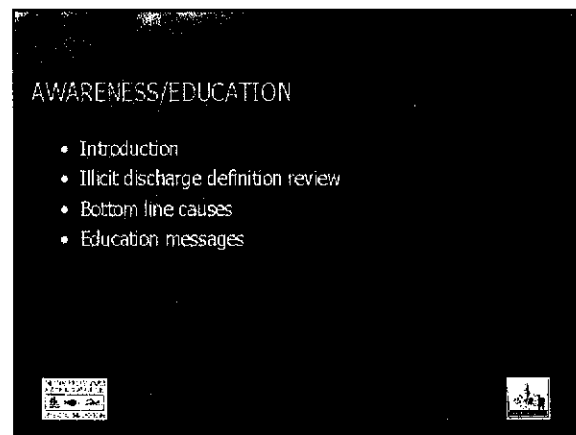 AWARENESS/EDUCATION
• Introduction
• Illicit discharge definition review
• Bottom line causes
• Education messages